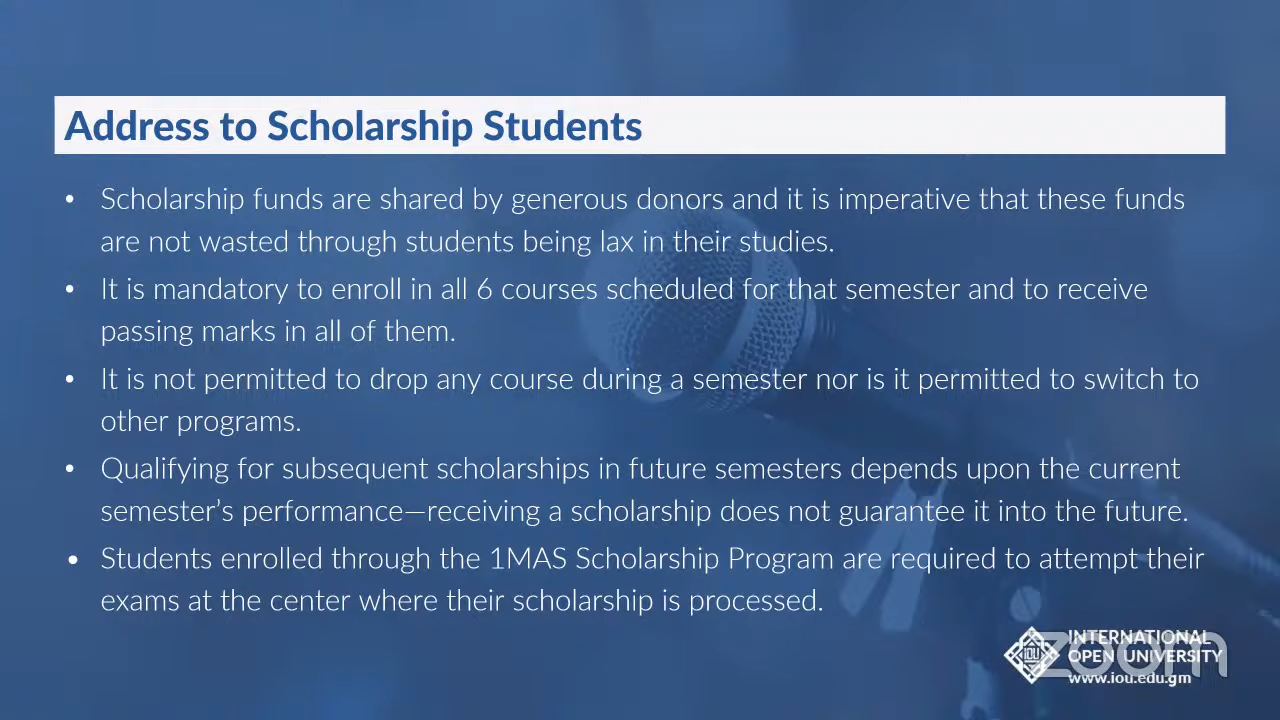 Address to Scholarship Students
• Scholarship funds are shared by generous donors and it is imperative that these funds
are not wasted through students being lax in their studies.
• It is mandatory to enroll in all 6 courses scheduled for that semester and to receive
passing marks in all of them.
• It is not permitted to drop any course during a semester nor is it permitted to switch to
other programs.
• Qualifying for subsequent scholarships in future semesters depends upon the current
semester’s performance—receiving a scholarship does not guarantee it into the future.
• Students enrolled through the 1MAS Scholarship Program are required to attempt their
exams at the center where their scholarship is processed.
IOU
INTERNATIONAL
OPEN UNIVERSITY
www.iou.edu.gm
zoom